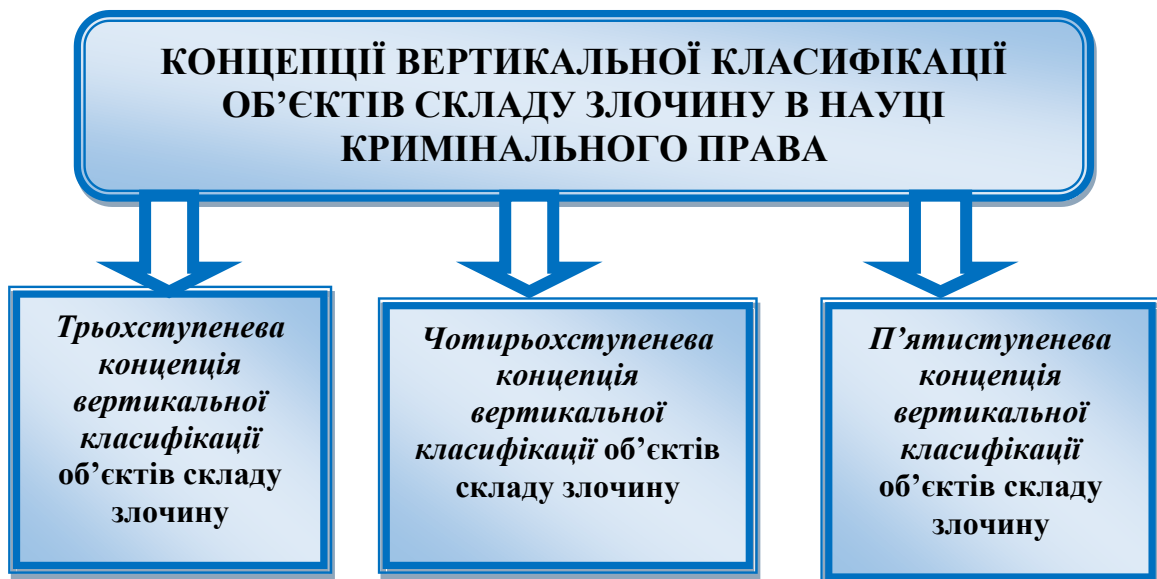 КОНЦЕПЦІЇ ВЕРТИКАЛЬНОЇ КЛАСИФІКАЦІЇ
ОБ’ЄКТІВ СКЛАДУ ЗЛОЧИНУ В НАУЦІ
КРИМІНАЛЬНОГО ПРАВА
Трьохступенева
концепція
вертикальної
класифікації
об’єктів складу
злочину
Чотирьохступенева
концепція
вертикальної
класифікації об’єктів
складу злочину
П’ятиступенева
концепція
вертикальної
класифікації
об’єктів складу
злочину